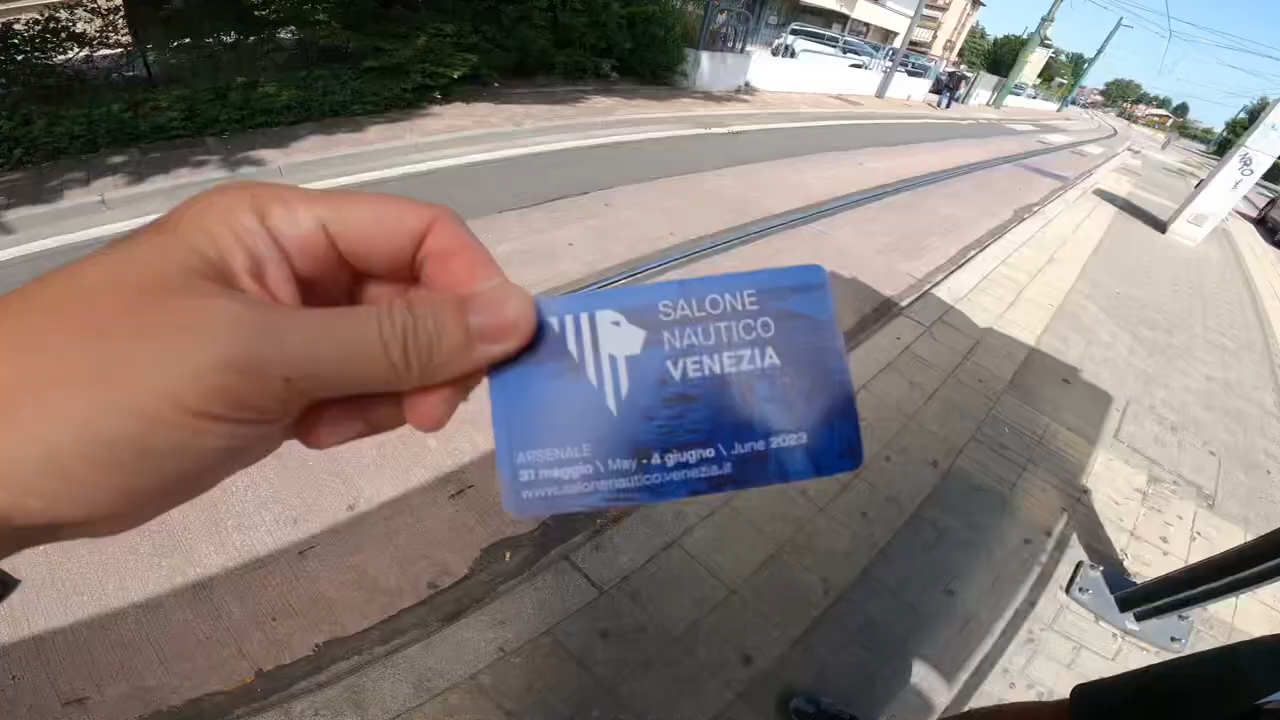 SALONE
NAUTICO
VENEZIA
ARSENALE
31 maggio \ May - 4 giugno \ June 2023
www.salonenautico.venezia.it